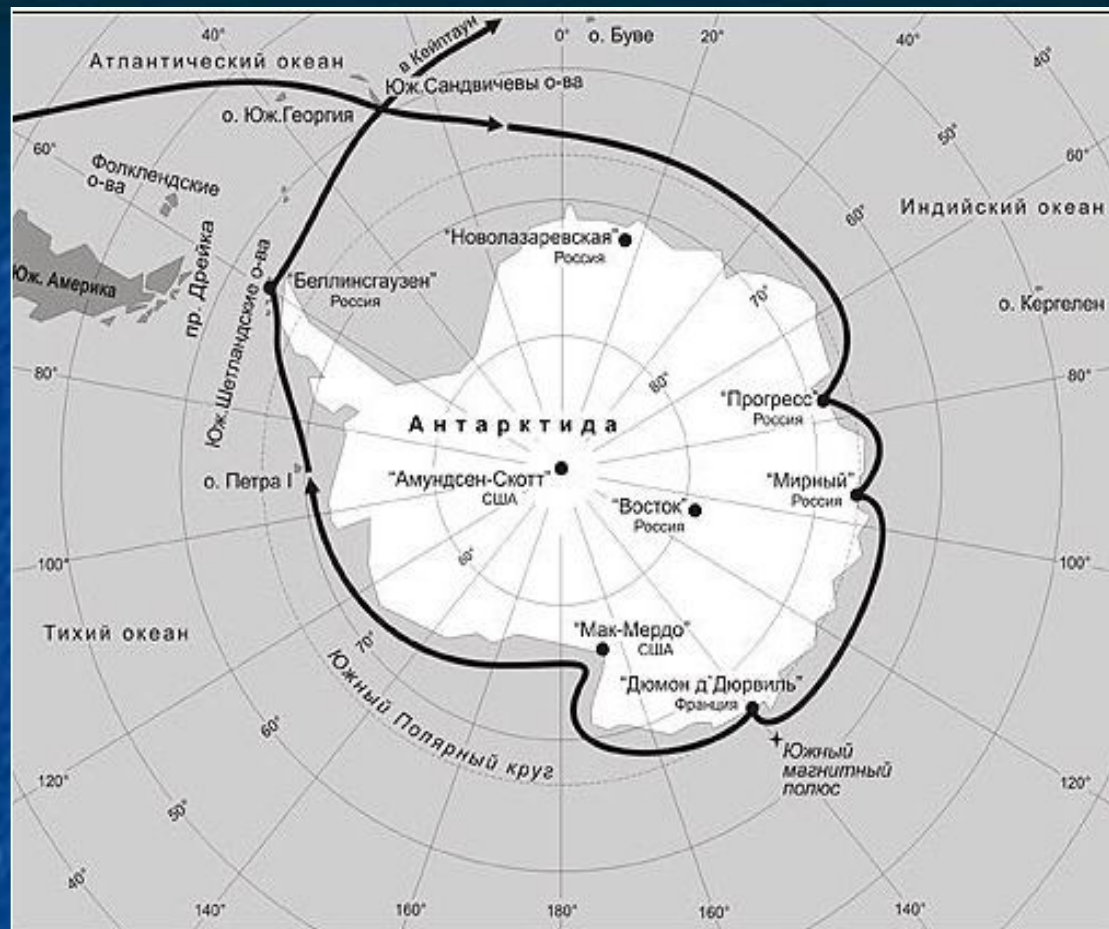 40°
20°
в Кейптаун
0°
о. Буве
20°
40°
Атлантический океан
Юж.Сандвичевы о-ва
о. Юж.Георгия
50°
60°
60°
Фолклендские
о-ва
60°
Индийский океан
"Новолазаревская"
Россия
Юж. Америка
пр. Дрейка
Юж.Шетландские о-ва
"Беллинсгаузен"
Россия
70°
о. Кергелен
80°
80°
80°
"Прогресс"
Россия
Антарктида
о. Петра I
"Амундсен-Скотт"
США
"Мирный"
Россия
"Восток"
Россия
100°
100°
80°
Тихий океан
"Мак-Мердо"
США
70°
"Дюмон д'Дюрвиль"
Франция
Южный Полярный круг
60°
Южный
магнитный
полюс
120°
120°
50°
40°
140°
160°
180°
160°
140°